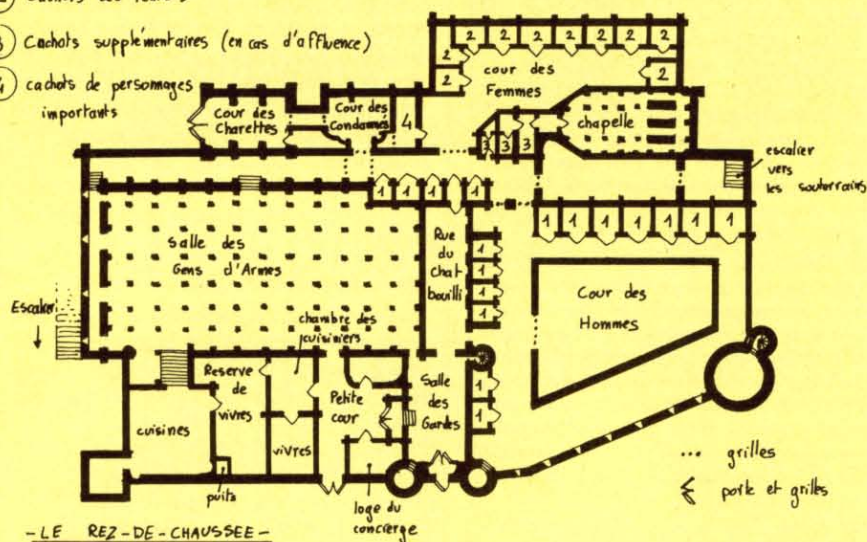 3 Cachots supplémentaires (en cas d'affluence)
4 cachots de personnages
importants
Cour des
Charettes
Cour des
Condamnés
4
2 2 2 2 2 2 2
2
2
2
cour des
Femmes
3 3 3
chapelle
escalier
vers
les souterrains
1 1 1 1 1
1 1 1 1 1 1 1
Salle des
Gens d'Armes
Rue
du
chat
bouilli
1
1
1
1
Cour des
Hommes
Escalier
chambre des
cuisiniers
Reserve
de
vivres
Petite
cour
Salle
des
Gardes
1
1
cuisines
vivres
puits
loge du
concierge
... grilles
porte et grilles
- LE REZ-DE-CHAUSSEE -